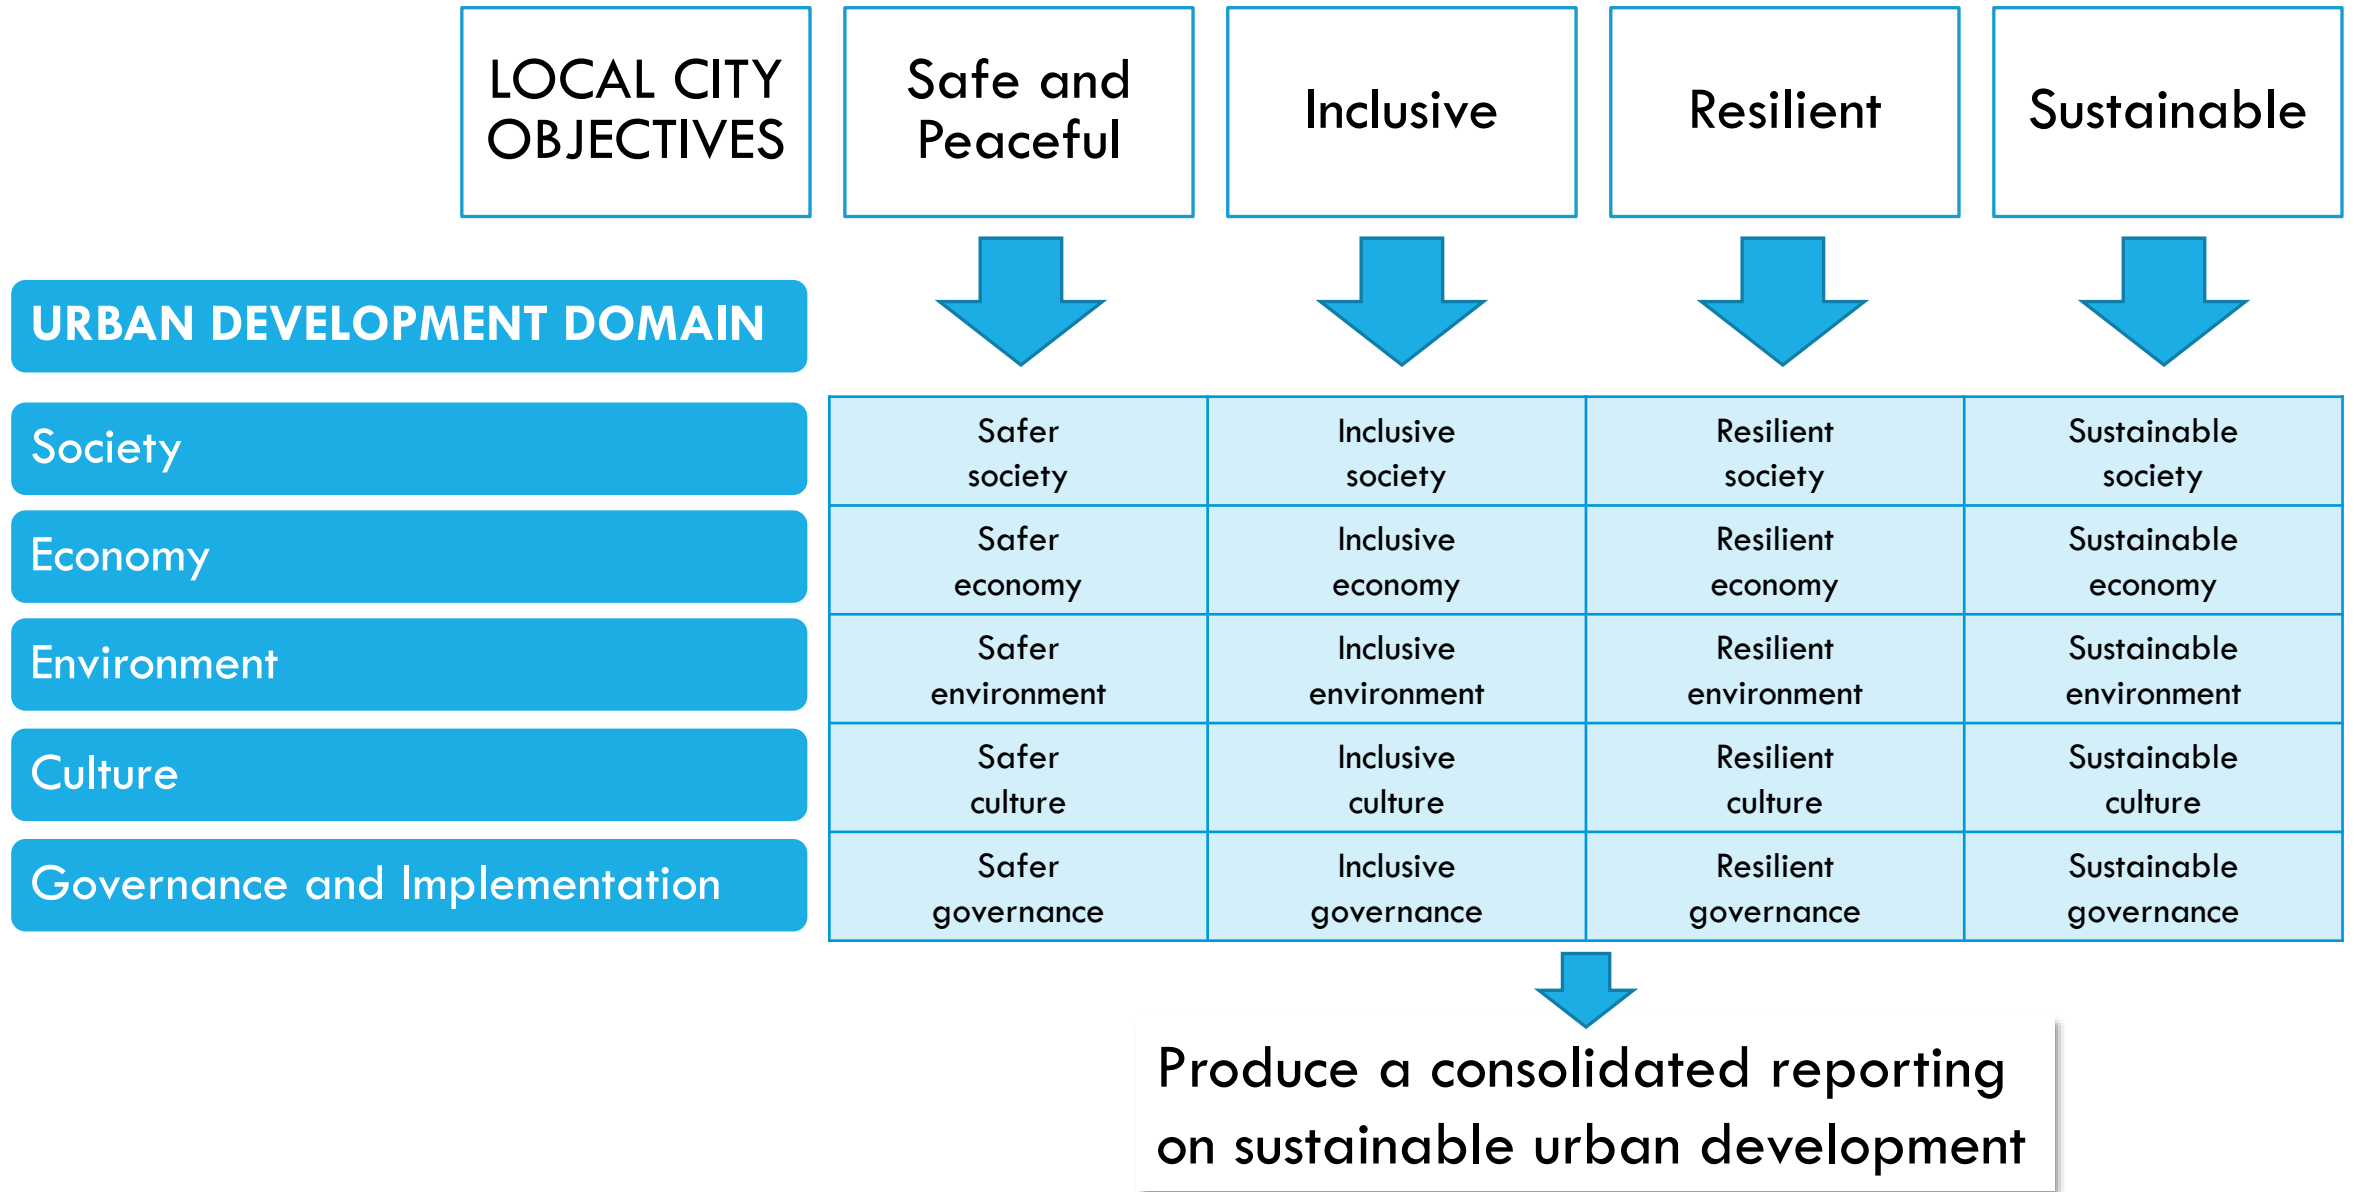 LOCAL CITY
OBJECTIVES
Safe and
Peaceful
Inclusive
Resilient
Sustainable
URBAN DEVELOPMENT DOMAIN
Society
Safer
society
Inclusive
society
Resilient
society
Sustainable
society
Economy
Safer
economy
Inclusive
economy
Resilient
economy
Sustainable
economy
Environment
Safer
environment
Inclusive
environment
Resilient
environment
Sustainable
environment
Culture
Safer
culture
Inclusive
culture
Resilient
culture
Sustainable
culture
Governance and Implementation
Safer
governance
Inclusive
governance
Resilient
governance
Sustainable
governance
Produce a consolidated reporting
on sustainable urban development